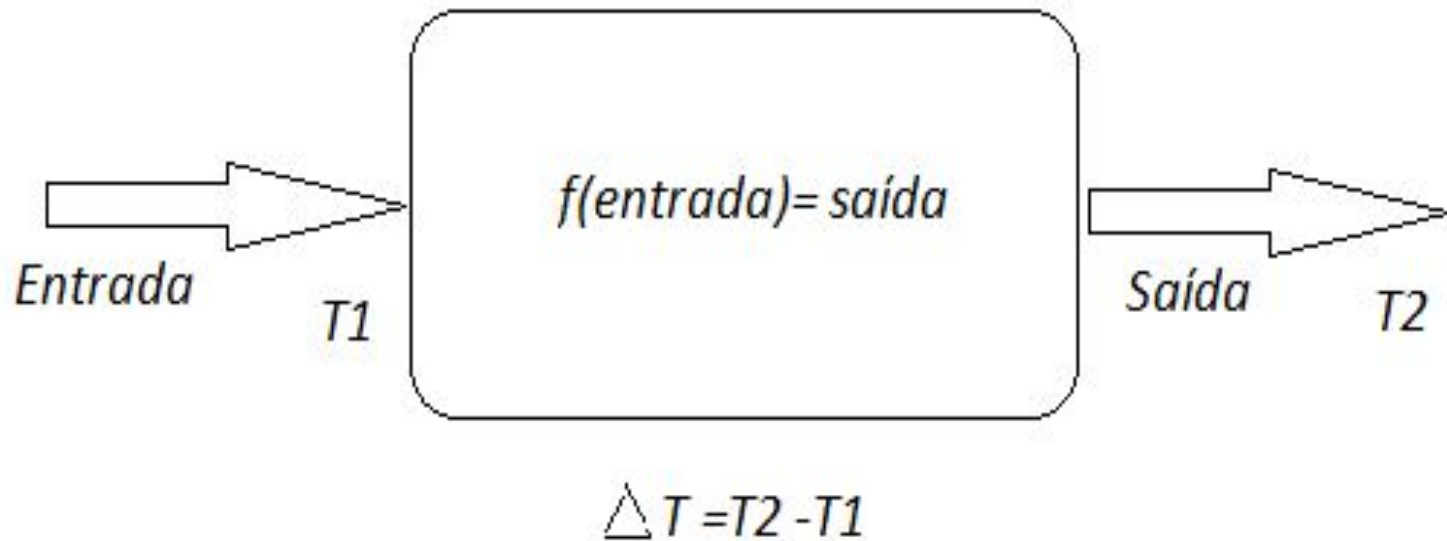 f(entrada)= saída
Entrada
T1
Saída
T2
△ T =T2 -T1